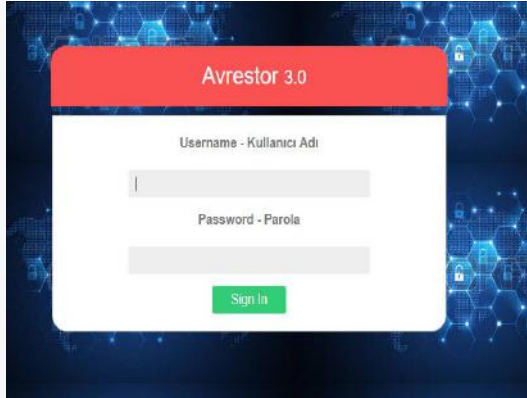 Avrestor 3.0
Username - Kullanıcı Adı
Password - Parola
Sign In